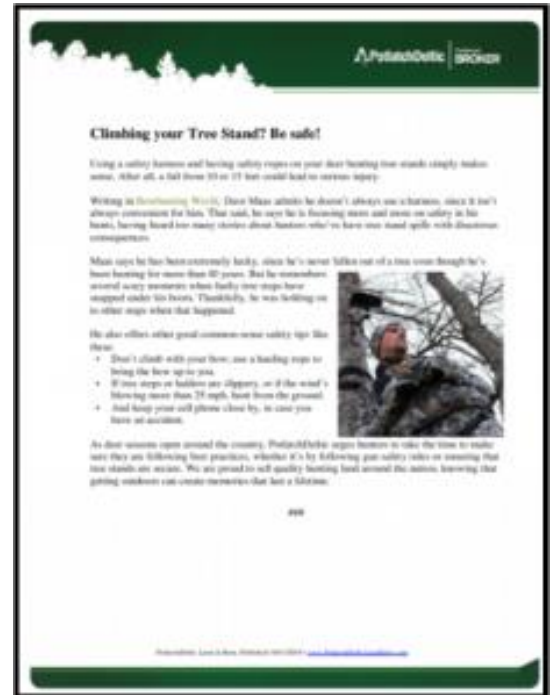 PotlatchDeltic
BROKER
Climbing your Tree Stand? Be safe!
Using a safety harness and having safety ropes on your deer hunting tree stands simply makes
sense. After all, a fall from 10 or 15 feet could lead to serious injury.
Writing in Bowhunting World, Dave Maas admits he doesn't always use a harness, since it isn't
always convenient for him. That said, he says he is focusing more and more on safety in his
hunts, having heard too many stories about hunters who've have tree stand spills with disastrous
consequences.
Maas says he has been extremely lucky, since he's never fallen out of a tree even though he's
been hunting for more than 40 years. But he remembers
several scary moments when faulty tree steps have
snapped under his boots. Thankfully, he was holding on
to other steps when that happened.
He also offers other good common-sense safety tips like
these:
• Don't climb with your bow; use a hauling rope to
bring the bow up to you.
• If tree steps or ladders are slippery, or if the wind's
blowing more than 25 mph, hunt from the ground.
• And keep your cell phone close by, in case you
have an accident.
As deer seasons open around the country, PotlatchDeltic urges hunters to take the time to make
sure they are following best practices, whether it's by following gun safety rules or ensuring that
tree stands are secure. We are proud to sell quality hunting land around the nation, knowing that
getting outdoors can create memories that last a lifetime.
###